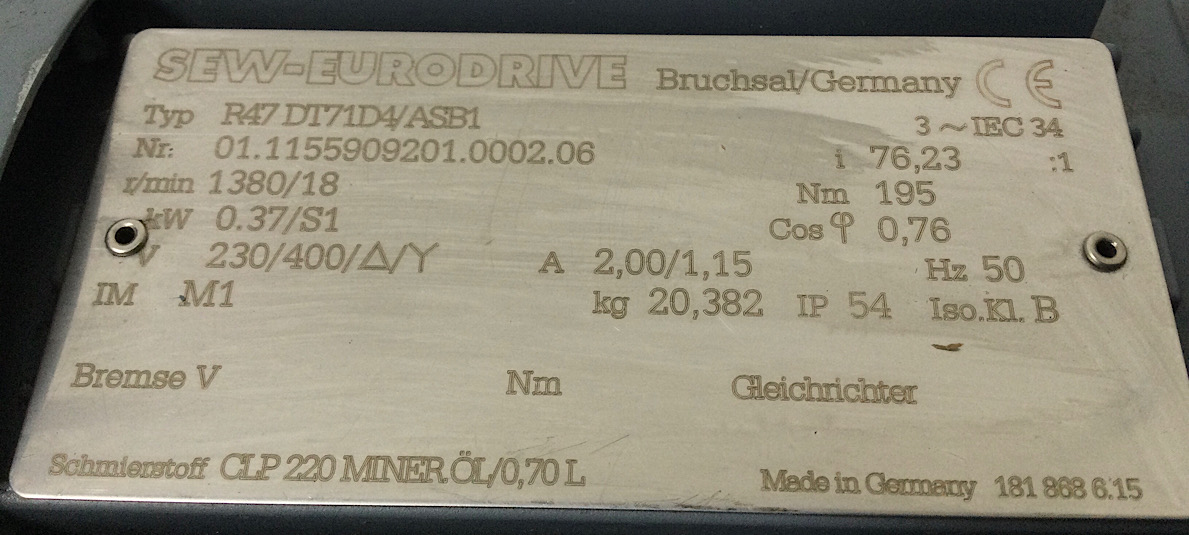 SEW-EURODRIVE Bruchsal/Germany CE
Typ R47 DT71D4/ASB1 3 ~ IEC 34
Nr: 01.1155909201.0002.06 i 76,23 :1
r/min 1380/18 Nm 195
kW 0.37/S1 Cos φ 0,76
V 230/400/△/Y A 2,00/1,15 Hz 50
IM M1 kg 20,382 IP 54 Iso.Kl. B
Bremse V Nm Gleichrichter
Schmierstoff CLP 220 MINER.ÖL/0,70 L Made in Germany 181 868 6.15